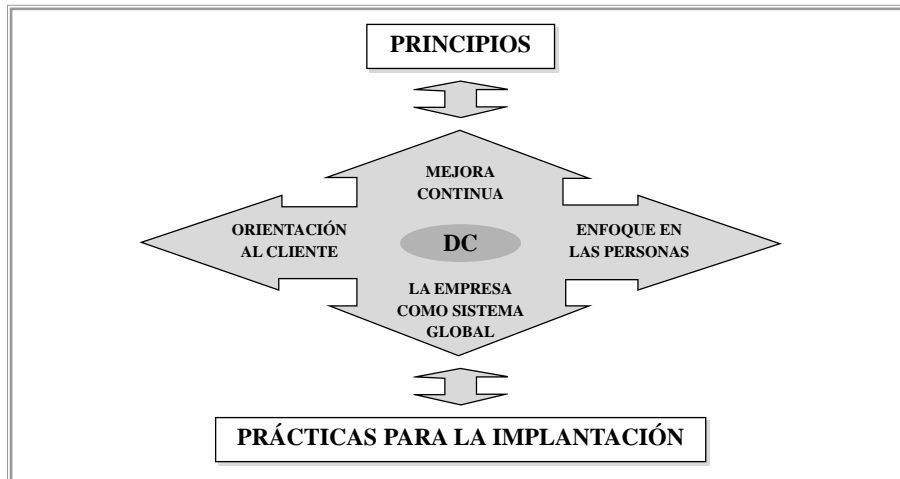 PRINCIPIOS
MEJORA
CONTINUA
ORIENTACIÓN
AL CLIENTE
DC
ENFOQUE EN
LAS PERSONAS
LA EMPRESA
COMO SISTEMA
GLOBAL
PRÁCTICAS PARA LA IMPLANTACIÓN